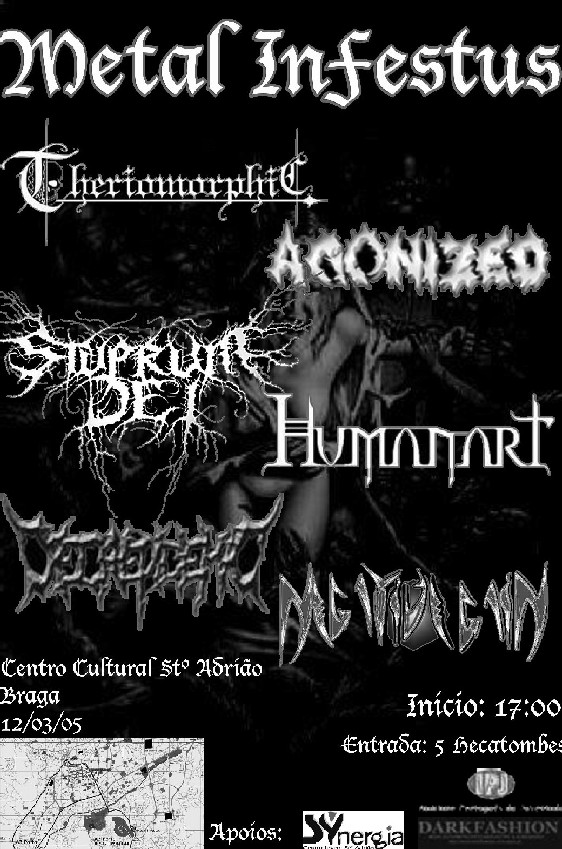 Metal Infestus
Theriomorphic
AGONIZED
STUPRUM
DEI
HUMANART
Centro Cultural Stº Adrião
Braga
12/03/05
Início: 17:00
Entrada: 5 Hecatombes
Apoios:
SYnergia
DARKFASHION